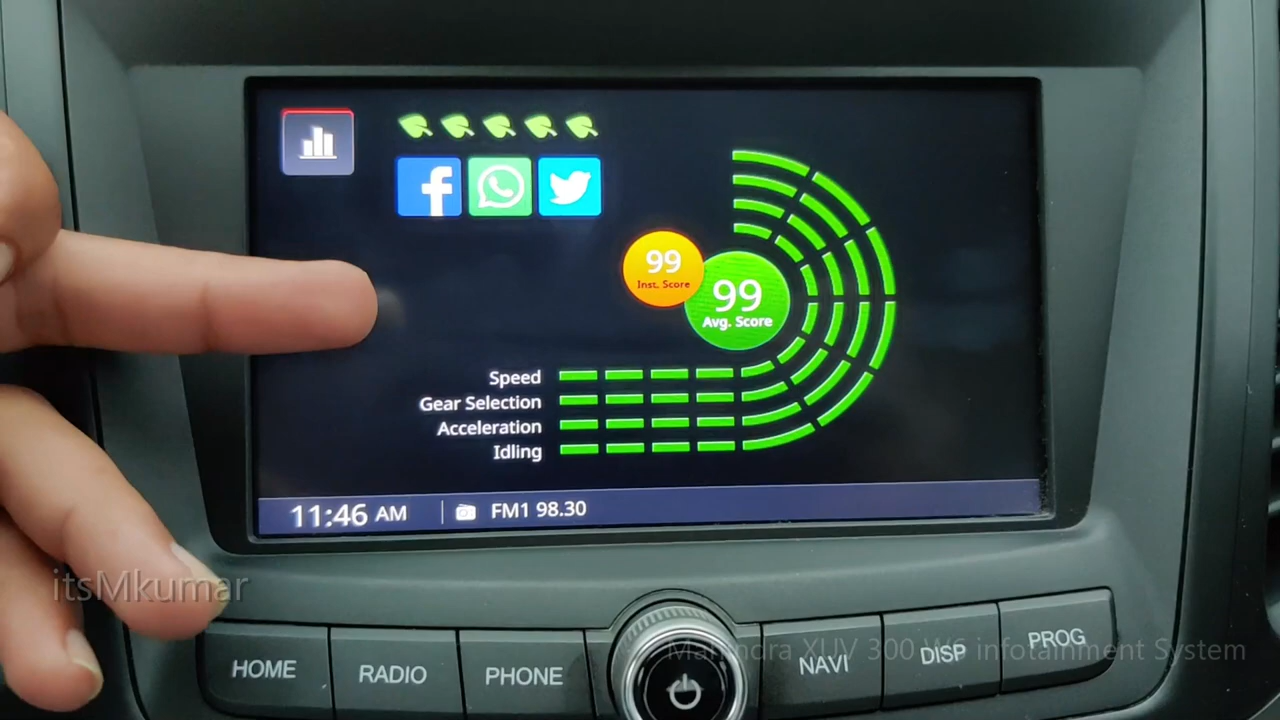 99
Inst. Score
99
Avg. Score
Speed
Gear Selection
Acceleration
Idling
11:46 AM
FM1 98.30
itsMkumar
HOME
RADIO
PHONE
NAVI
DISP
PROG
Mahindra XUV 300 W6 infotainment System